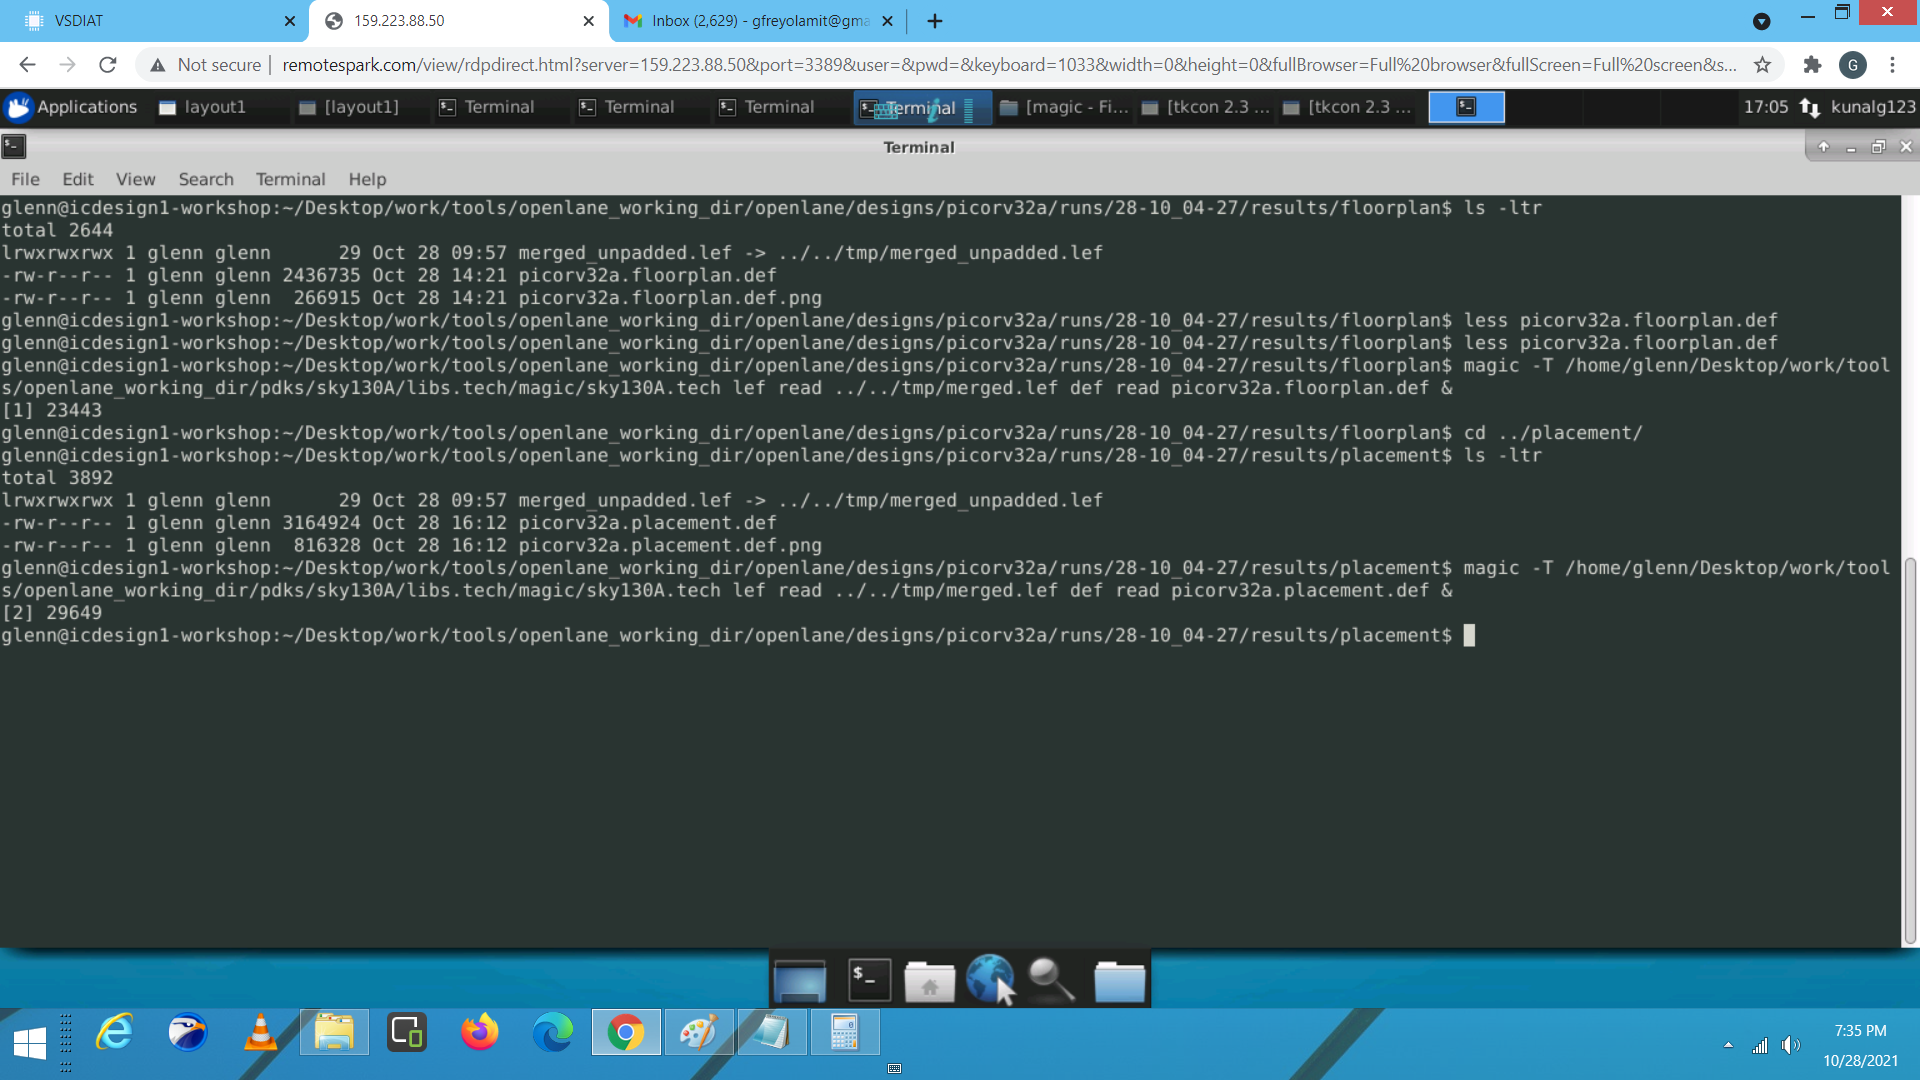 VSDIAT
159.223.88.50
Inbox (2,629) - gfreyolamit@gma
Not secure
remotespark.com/view/rdpdirect.html?server=159.223.88.50&port=3389&user=&pwd=&keyboard=1033&width=0&height=0&fullBrowser=Full%20browser&fullScreen=Full%20screen&s...
G
Applications
layout1
[layout1]
Terminal
Terminal
Terminal
Terminal
[magic - Fi...
[tkcon 2.3 ...
[tkcon 2.3 ...
17:05
kunalg123
Terminal
File Edit View Search Terminal Help
glenn@icdesign1-workshop:~/Desktop/work/tools/openlane_working_dir/openlane/designs/picorv32a/runs/28-10_04-27/results/floorplan$ ls -ltr
total 2644
lrwxrwxrwx 1 glenn glenn      29 Oct 28 09:57 merged_unpadded.lef -> ../../tmp/merged_unpadded.lef
-rw-r--r-- 1 glenn glenn 2436735 Oct 28 14:21 picorv32a.floorplan.def
-rw-r--r-- 1 glenn glenn  266915 Oct 28 14:21 picorv32a.floorplan.def.png
glenn@icdesign1-workshop:~/Desktop/work/tools/openlane_working_dir/openlane/designs/picorv32a/runs/28-10_04-27/results/floorplan$ less picorv32a.floorplan.def
glenn@icdesign1-workshop:~/Desktop/work/tools/openlane_working_dir/openlane/designs/picorv32a/runs/28-10_04-27/results/floorplan$ less picorv32a.floorplan.def
glenn@icdesign1-workshop:~/Desktop/work/tools/openlane_working_dir/openlane/designs/picorv32a/runs/28-10_04-27/results/floorplan$ magic -T /home/glenn/Desktop/work/tool
s/openlane_working_dir/pdks/sky130A/libs.tech/magic/sky130A.tech lef read ../../tmp/merged.lef def read picorv32a.floorplan.def &
[1] 23443
glenn@icdesign1-workshop:~/Desktop/work/tools/openlane_working_dir/openlane/designs/picorv32a/runs/28-10_04-27/results/floorplan$ cd ../placement/
glenn@icdesign1-workshop:~/Desktop/work/tools/openlane_working_dir/openlane/designs/picorv32a/runs/28-10_04-27/results/placement$ ls -ltr
total 3892
lrwxrwxrwx 1 glenn glenn      29 Oct 28 09:57 merged_unpadded.lef -> ../../tmp/merged_unpadded.lef
-rw-r--r-- 1 glenn glenn 3164924 Oct 28 16:12 picorv32a.placement.def
-rw-r--r-- 1 glenn glenn  816328 Oct 28 16:12 picorv32a.placement.def.png
glenn@icdesign1-workshop:~/Desktop/work/tools/openlane_working_dir/openlane/designs/picorv32a/runs/28-10_04-27/results/placement$ magic -T /home/glenn/Desktop/work/tool
s/openlane_working_dir/pdks/sky130A/libs.tech/magic/sky130A.tech lef read ../../tmp/merged.lef def read picorv32a.placement.def &
[2] 29649
glenn@icdesign1-workshop:~/Desktop/work/tools/openlane_working_dir/openlane/designs/picorv32a/runs/28-10_04-27/results/placement$
7:35 PM
10/28/2021